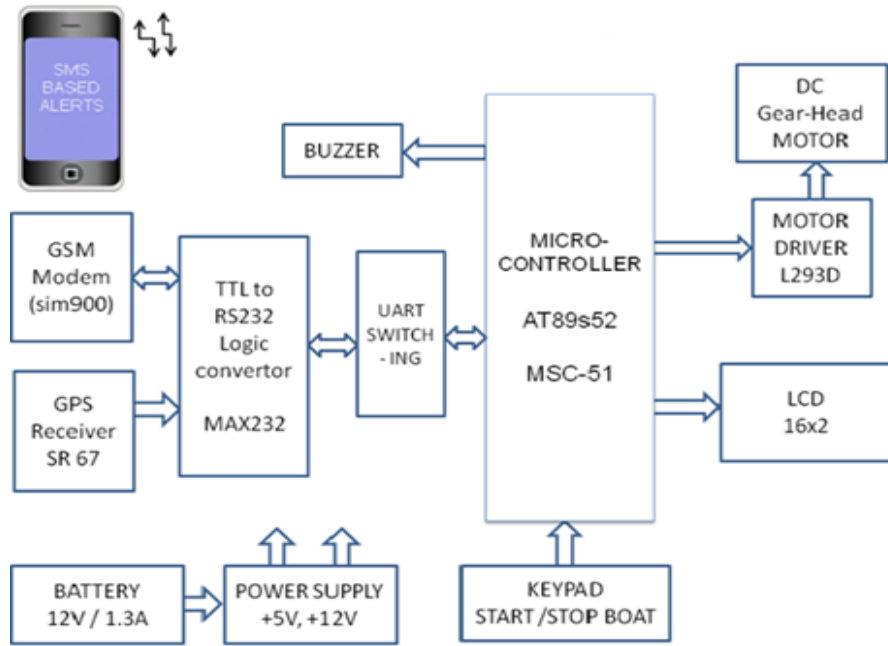 SMS
BASED
ALERTS
DC
Gear-Head
MOTOR
BUZZER
MICRO-
CONTROLLER
AT89s52
MSC-51
MOTOR
DRIVER
L293D
GSM
Modem
(sim900)
TTL to
RS232
Logic
convertor
MAX232
UART
SWITCH
- ING
GPS
Receiver
SR 67
LCD
16x2
BATTERY
12V / 1.3A
POWER SUPPLY
+5V, +12V
KEYPAD
START /STOP BOAT